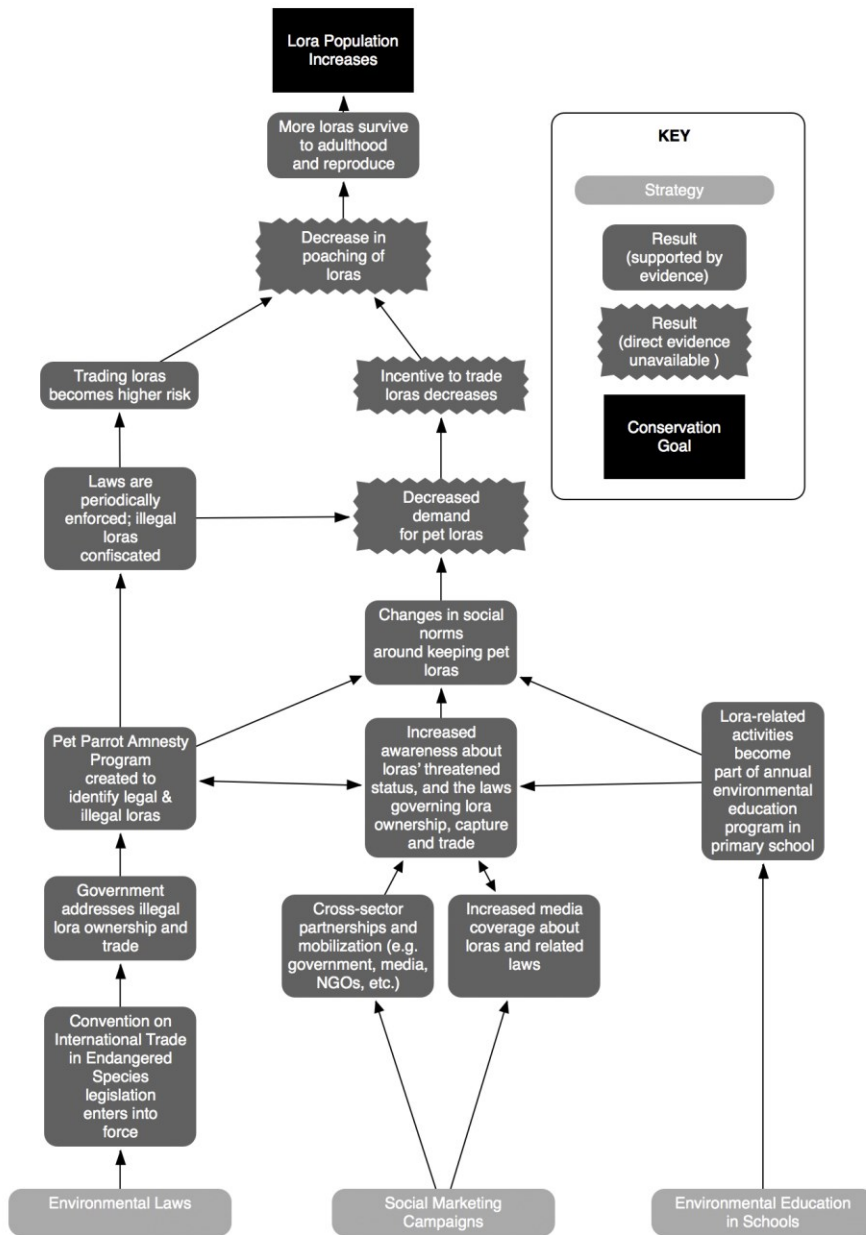 Lora Population
Increases
More loras survive
to adulthood
and reproduce
Decrease in
poaching of
loras
Trading loras
becomes higher risk
Incentive to trade
loras decreases
Laws are
periodically
enforced; illegal
loras
confiscated
Decreased
demand
for pet loras
Changes in social
norms
around keeping pet
loras
Pet Parrot Amnesty
Program
created to
identify legal &
illegal loras
Increased
awareness about
loras' threatened
status, and the laws
governing lora
ownership, capture
and trade
Lora-related
activities
become
part of annual
environmental
education
program in
primary school
Government
addresses illegal
lora ownership and
trade
Cross-sector
partnerships and
mobilization (e.g.
government, media,
NGOs, etc.)
Increased media
coverage about
loras and related
laws
Convention on
International Trade
in Endangered
Species
legislation
enters into
force
Environmental Laws
Social Marketing
Campaigns
Environmental Education
in Schools
KEY
Strategy
Result
(supported by
evidence)
Result
(direct evidence
unavailable )
Conservation
Goal